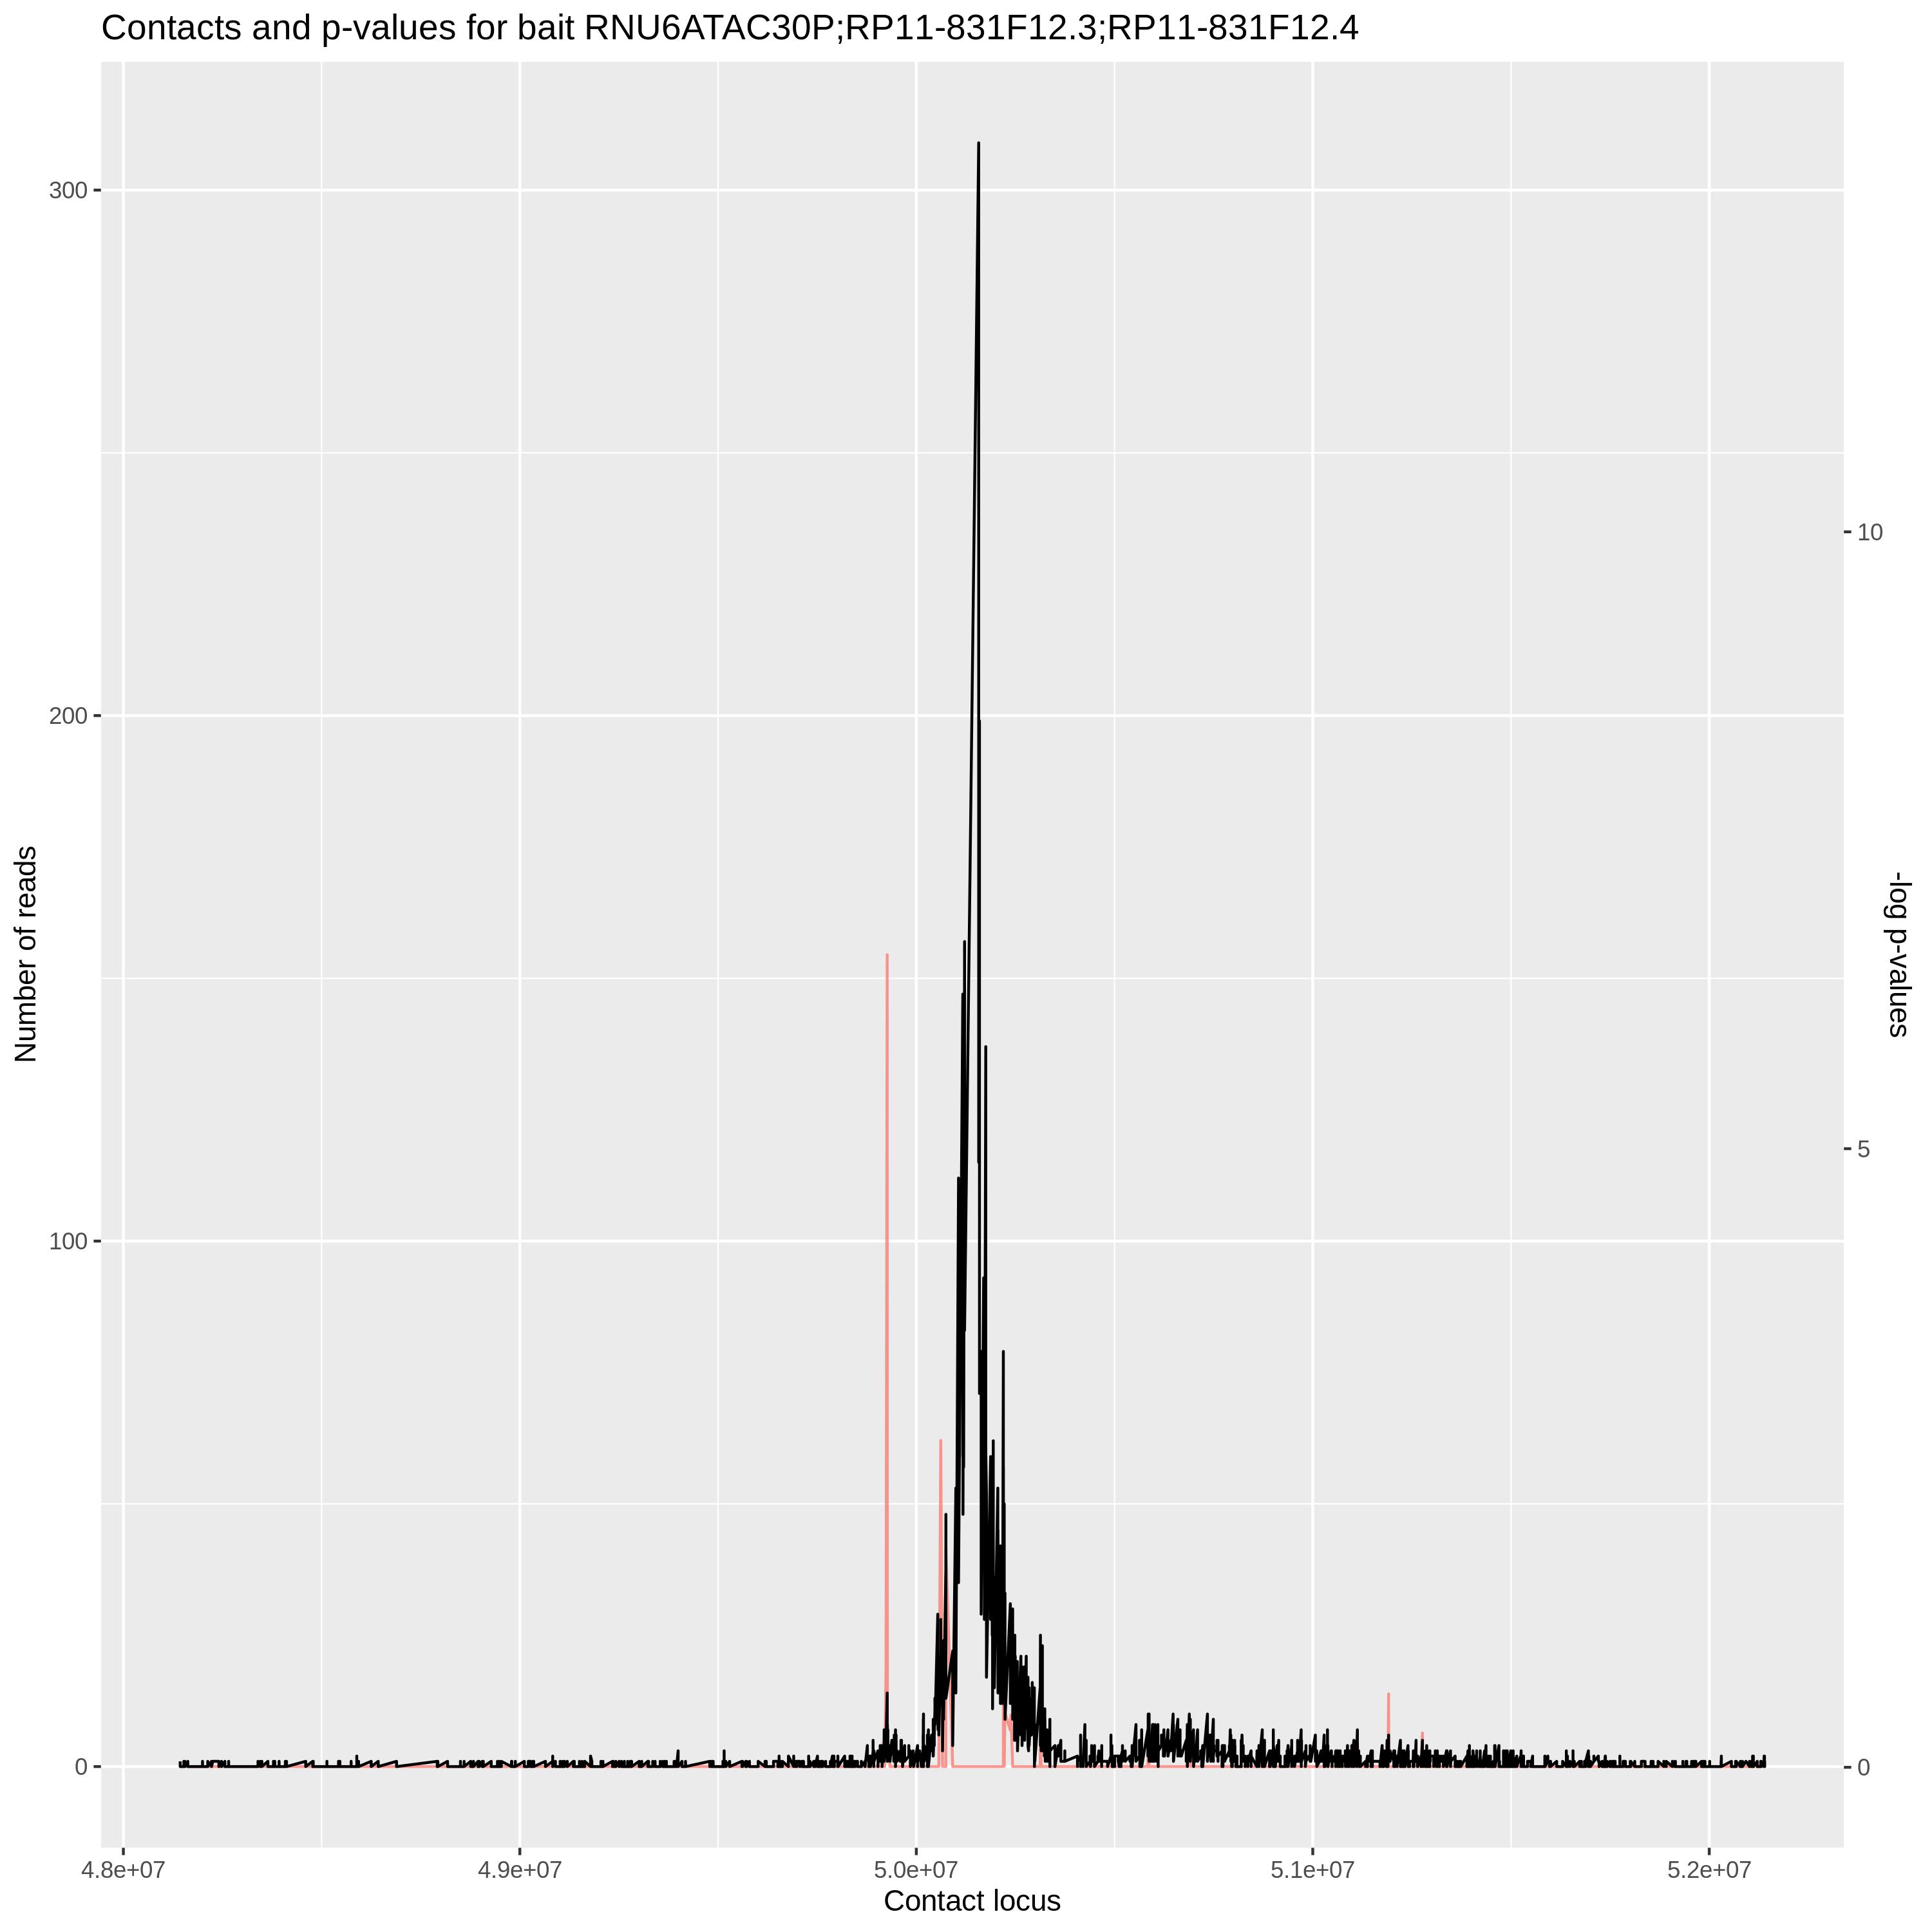 Contacts and p-values for bait RNU6ATAC30P;RP11-831F12.3;RP11-831F12.4
300
200
100
0
Number of reads
10
5
0
-log p-values
4.8e+07
4.9e+07
5.0e+07
5.1e+07
5.2e+07
Contact locus